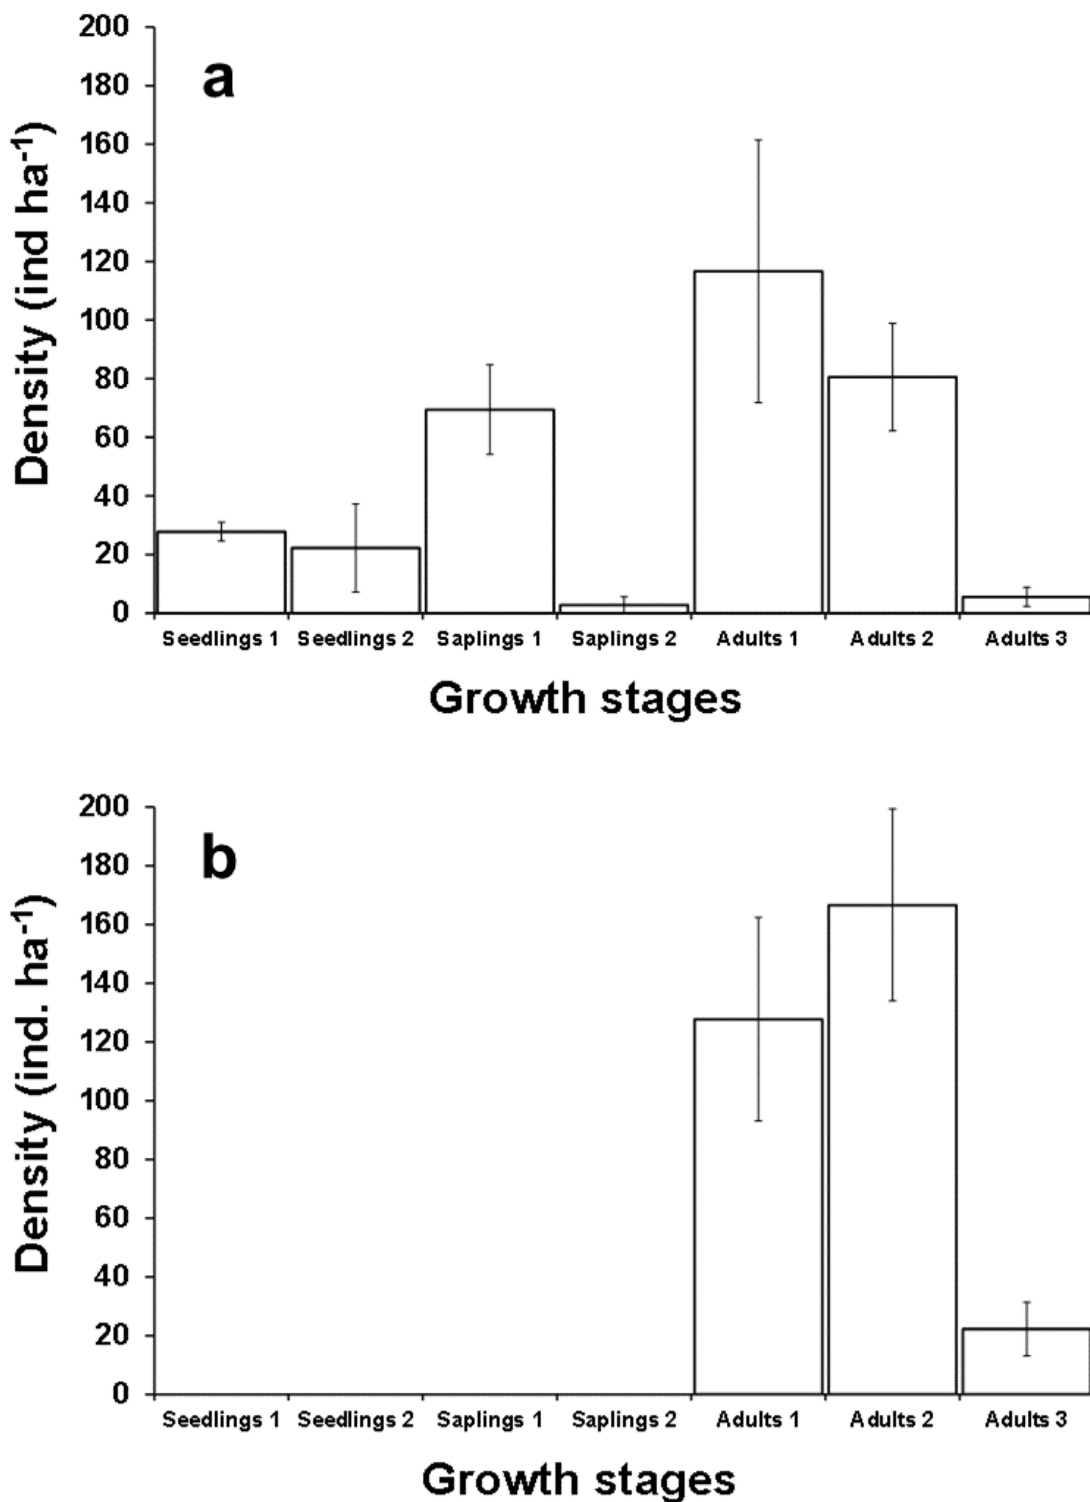 a
Density (ind ha⁻¹)
200
180
160
140
120
100
80
60
40
20
0
Seedlings 1 Seedlings 2 Saplings 1 Saplings 2 Adults 1 Adults 2 Adults 3
Growth stages
b
Density (ind. ha⁻¹)
200
180
160
140
120
100
80
60
40
20
0
Seedlings 1 Seedlings 2 Saplings 1 Saplings 2 Adults 1 Adults 2 Adults 3
Growth stages